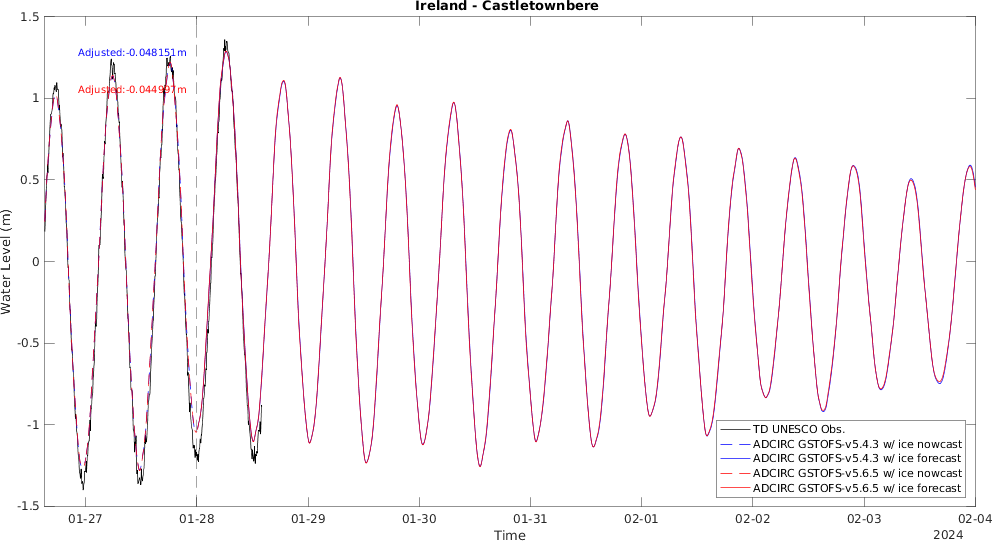 Ireland - Castletownbere
1.5
1
0.5
0
-0.5
-1
-1.5
Water Level (m)
Adjusted:-0.048151m
Adjusted:-0.044997m
TD UNESCO Obs.
ADCIRC GSTOFS-v5.4.3 w/ ice nowcast
ADCIRC GSTOFS-v5.4.3 w/ ice forecast
ADCIRC GSTOFS-v5.6.5 w/ ice nowcast
ADCIRC GSTOFS-v5.6.5 w/ ice forecast
01-27 01-28 01-29 01-30 01-31 02-01 02-02 02-03 02-04
Time
2024